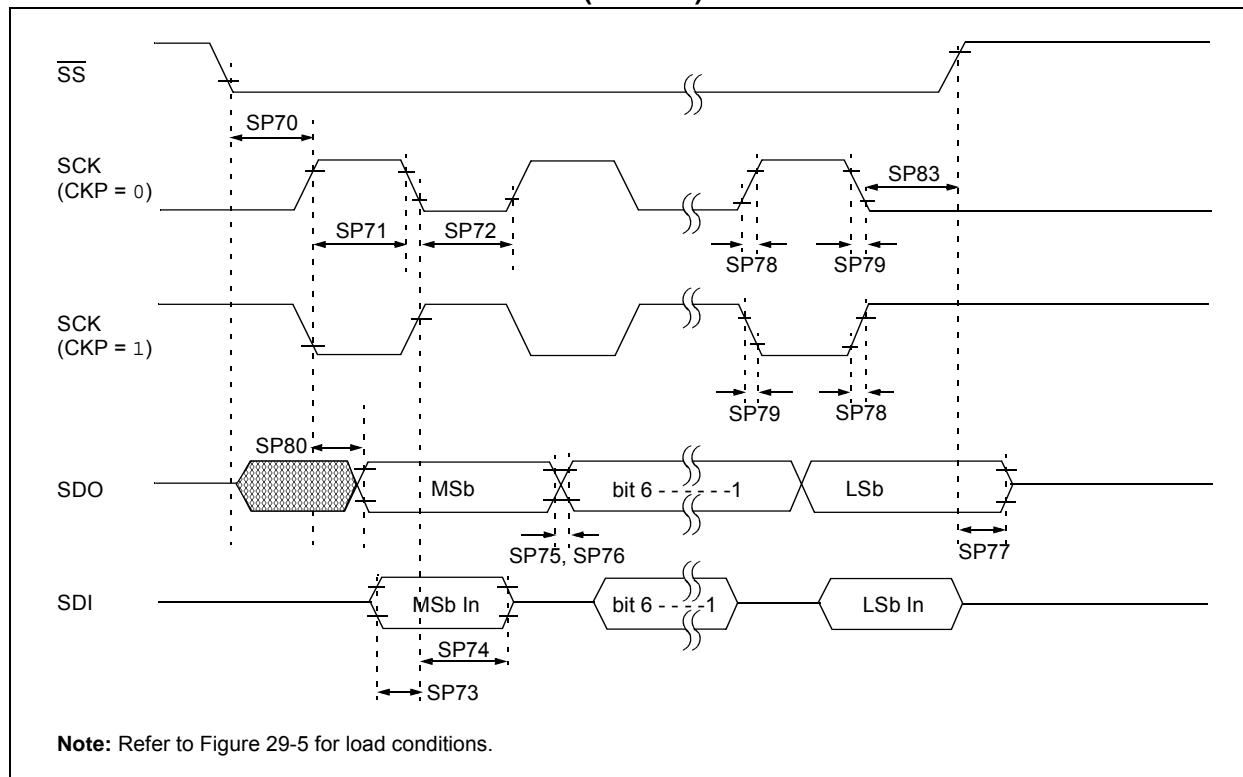 SS
SP70
SCK
(CKP = 0)
SP83
SP71
SP72
SP78
SP79
SCK
(CKP = 1)
SP79
SP78
SP80
SDO
MSb
bit 6 - - - - - -1
LSb
SP75, SP76
SP77
SDI
MSb In
bit 6 - - - -1
LSb In
SP74
SP73
Note: Refer to Figure 29-5 for load conditions.